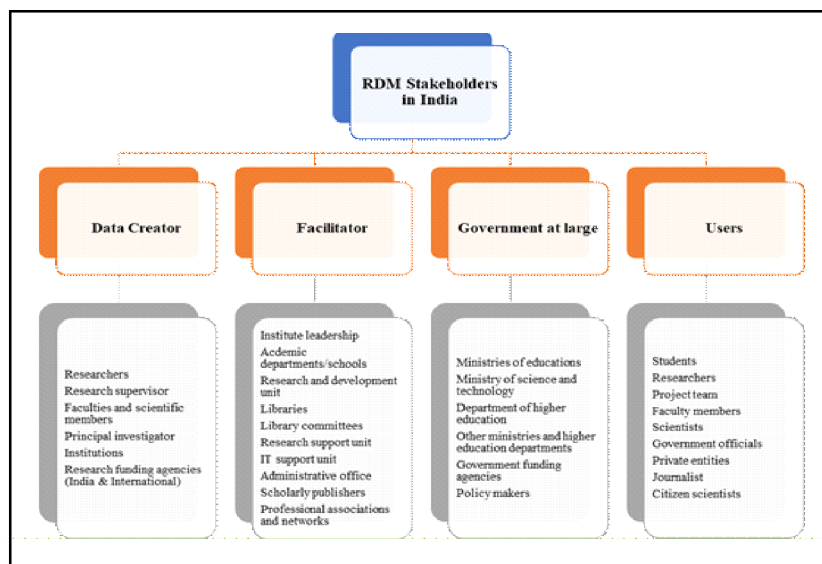 RDM Stakeholders
in India
Data Creator
Facilitator
Government at large
Users
Researchers
Research supervisor
Faculties and scientific
members
Principal investigator
Institutions
Research funding agencies
(India & International)
Institute leadership
Acdemic
departments/schools
Research and development
unit
Libraries
Library committees
Research support unit
IT support unit
Administrative office
Scholarly publishers
Professional associations
and networks
Ministries of educations
Ministry of science and
technology
Department of higher
education
Other ministries and higher
education departments
Government funding
agencies
Policy makers
Students
Researchers
Project team
Faculty members
Scientists
Government officials
Private entities
Journalist
Citizen scientists